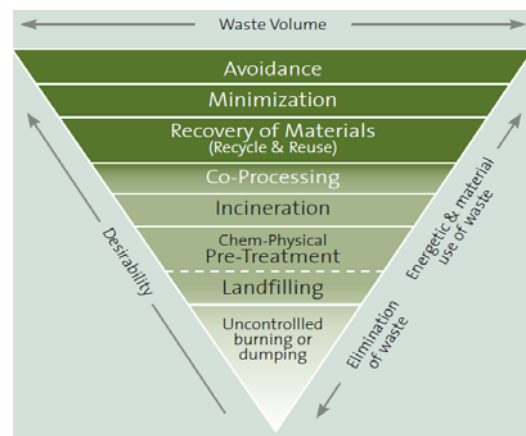 Waste Volume
Avoidance
Minimization
Recovery of Materials
(Recycle & Reuse)
Co-Processing
Incineration
Chem-Physical
Pre-Treatment
Landfilling
Uncontrollled
burning or
dumping
Desirability
Energetic & material
use of waste
Elimination
of waste